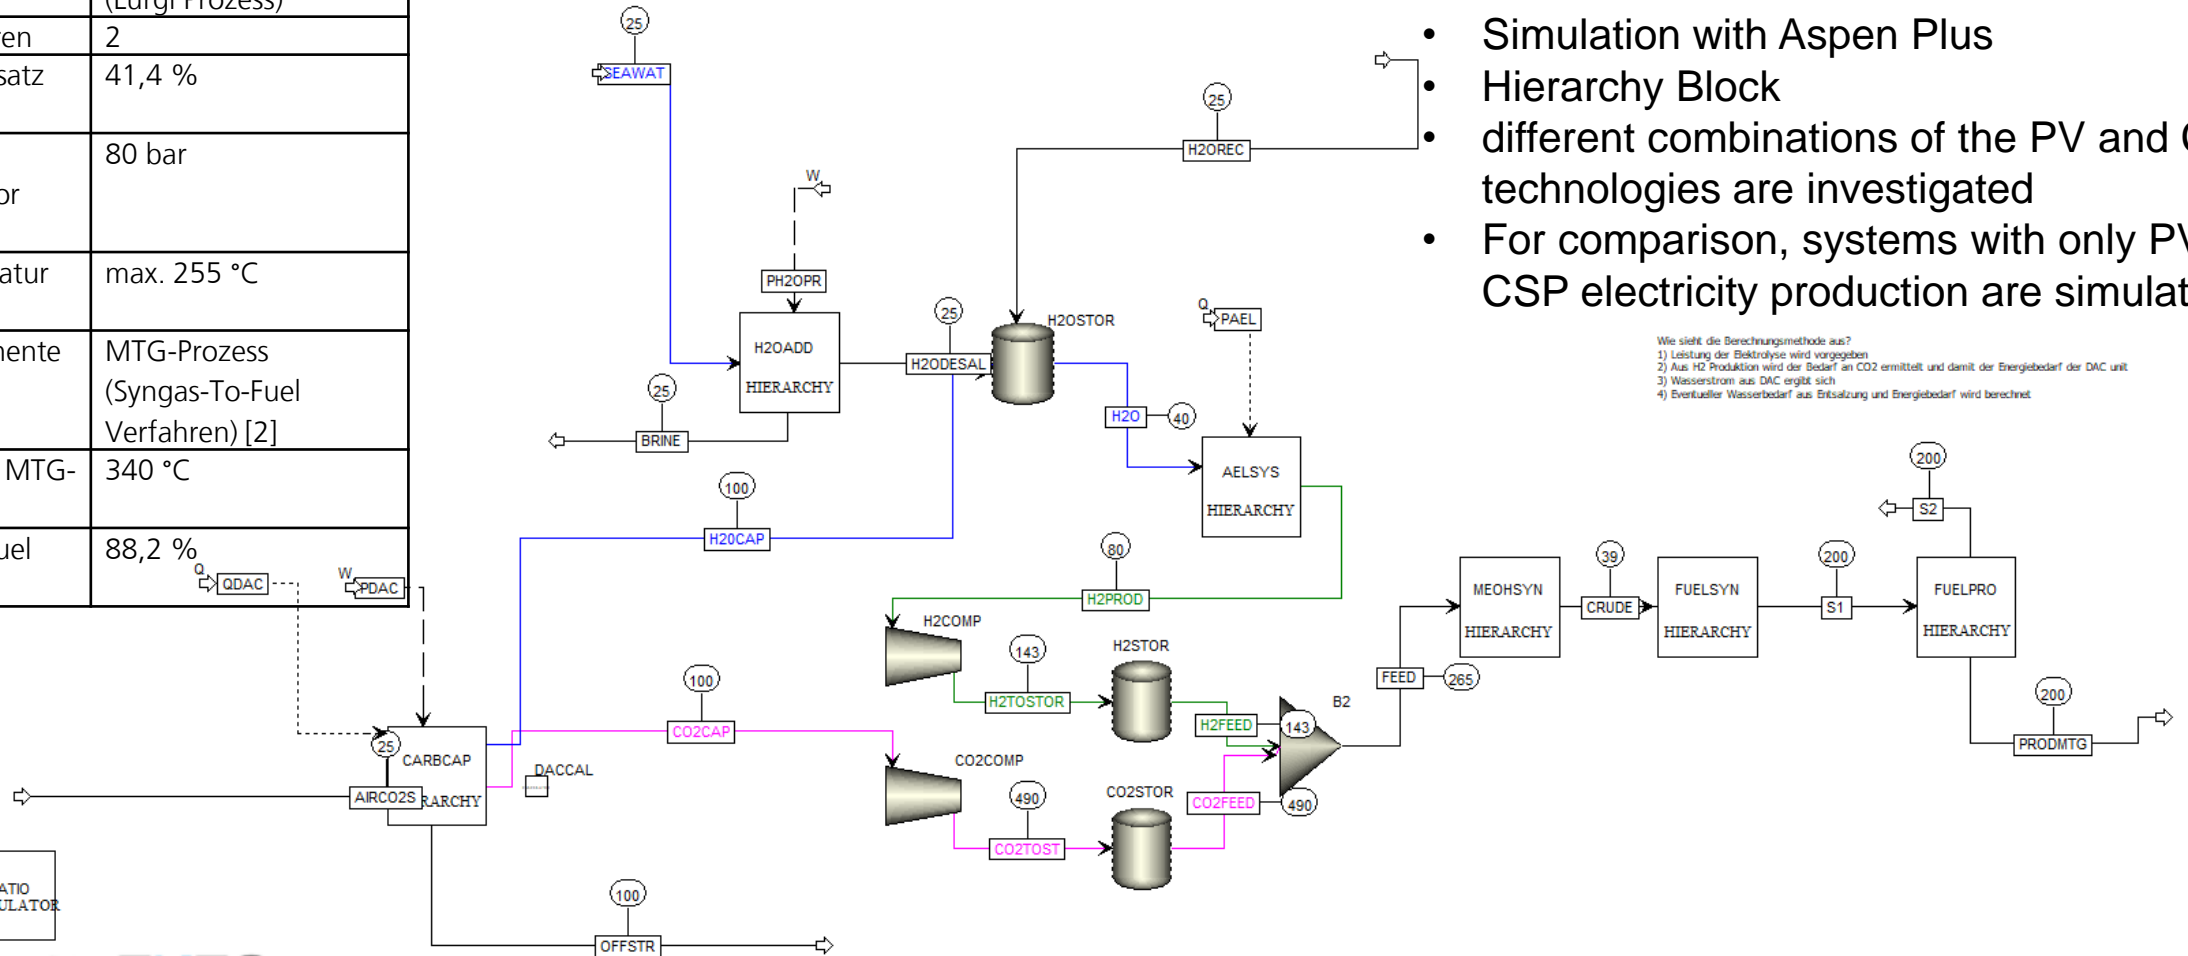 (Lurgi Prozess)
ren 2
satz 41,4 %
80 bar
or
atur max. 255 °C
nente MTG-Prozess
(Syngas-To-Fuel
Verfahren) [2]
MTG- 340 °C
uel 88,2 %
• Simulation with Aspen Plus
• Hierarchy Block
• different combinations of the PV and C
technologies are investigated
• For comparison, systems with only PV
CSP electricity production are simulat
Wie sieht die Berechnungsmethode aus?
1) Leistung der Elektrolyse wird vorgegeben
2) Aus H2 Produktion wird der Bedarf an CO2 ermittelt und damit der Energiebedarf der DAC unit
3) Wasserstrom aus DAC ergibt sich
4) Eventueller Wasserbedarf aus Entsalzung und Energiebedarf wird berechnet
25
SEAWAT
25
H2OREC
W
PH2OPR
H2OADD
HIERARCHY
25
H2ODESAL
H2OSTOR
25
BRINE
Q
PAEL
H2O
40
AELSYS
HIERARCHY
100
H20CAP
80
H2PROD
Q
QDAC
W
PDAC
H2COMP
143
H2TOSTOR
H2STOR
H2FEED
143
B2
FEED
265
MEOHSYN
HIERARCHY
39
CRUDE
FUELSYN
HIERARCHY
200
S1
200
S2
FUELPRO
HIERARCHY
200
PRODMTG
25
CARBCAP
RARCHY
AIRCO2S
DACCAL
100
CO2CAP
CO2COMP
490
CO2TOST
CO2STOR
CO2FEED
490
100
OFFSTR
ATIO
ULATOR